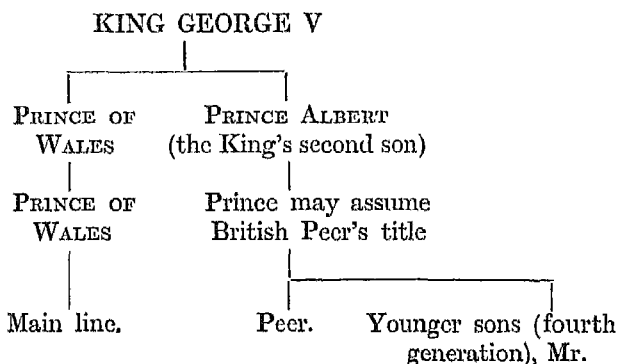 KING GEORGE V
PRINCE OF WALES
PRINCE ALBERT
(the King's second son)
PRINCE OF WALES
Prince may assume
British Peer's title
Main line.
Peer.
Younger sons (fourth
generation), Mr.